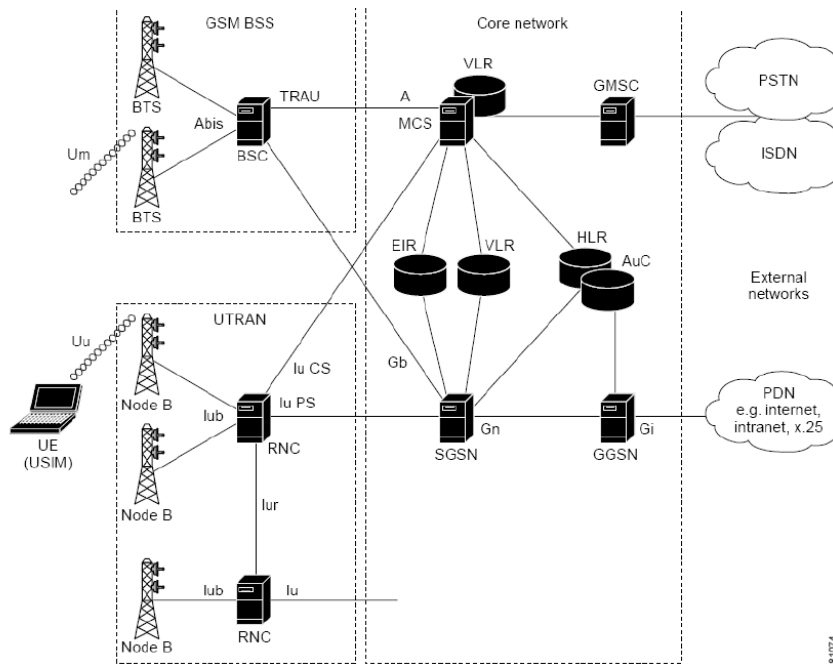 GSM BSS
Core network
BTS
Abis
TRAU
BSC
A
VLR
MCS
GMSC
PSTN
ISDN
Um
BTS
EIR
VLR
HLR
AuC
External
networks
UTRAN
Uu
Node B
Iub
Iu CS
Iu PS
RNC
Gb
SGSN
Gn
GGSN
Gi
PDN
e.g. internet,
intranet, x.25
UE
(USIM)
Node B
Iur
Node B
Iub
RNC
Iu